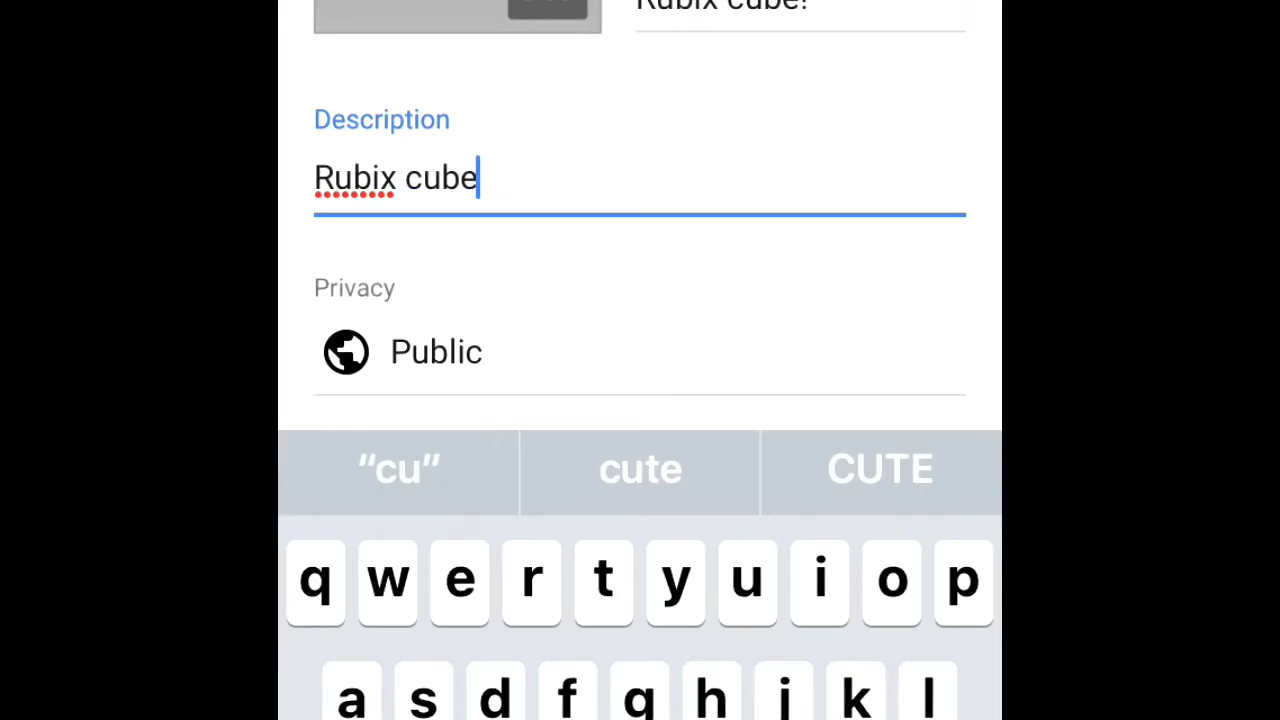 Rubix cube!
Description
Rubix cube
Privacy
Public
"cu" cute CUTE
q w e r t y u i o p
a s d f g h j k l